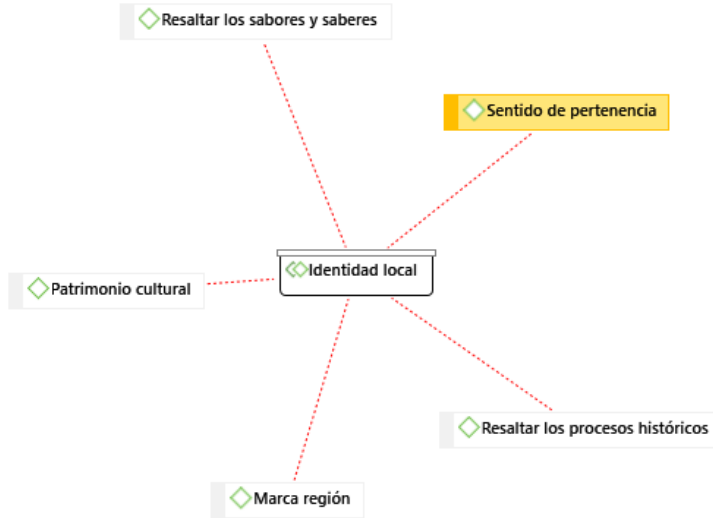 Resaltar los sabores y saberes
Sentido de pertenencia
Identidad local
Patrimonio cultural
Resaltar los procesos históricos
Marca región